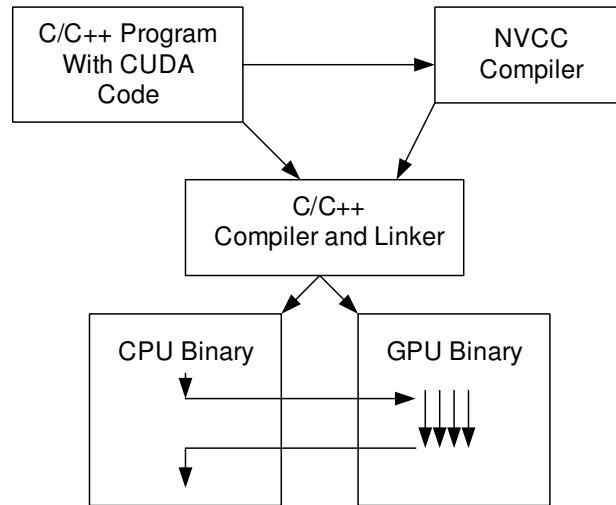 C/C++ Program
With CUDA
Code
NVCC
Compiler
C/C++
Compiler and Linker
CPU Binary
GPU Binary